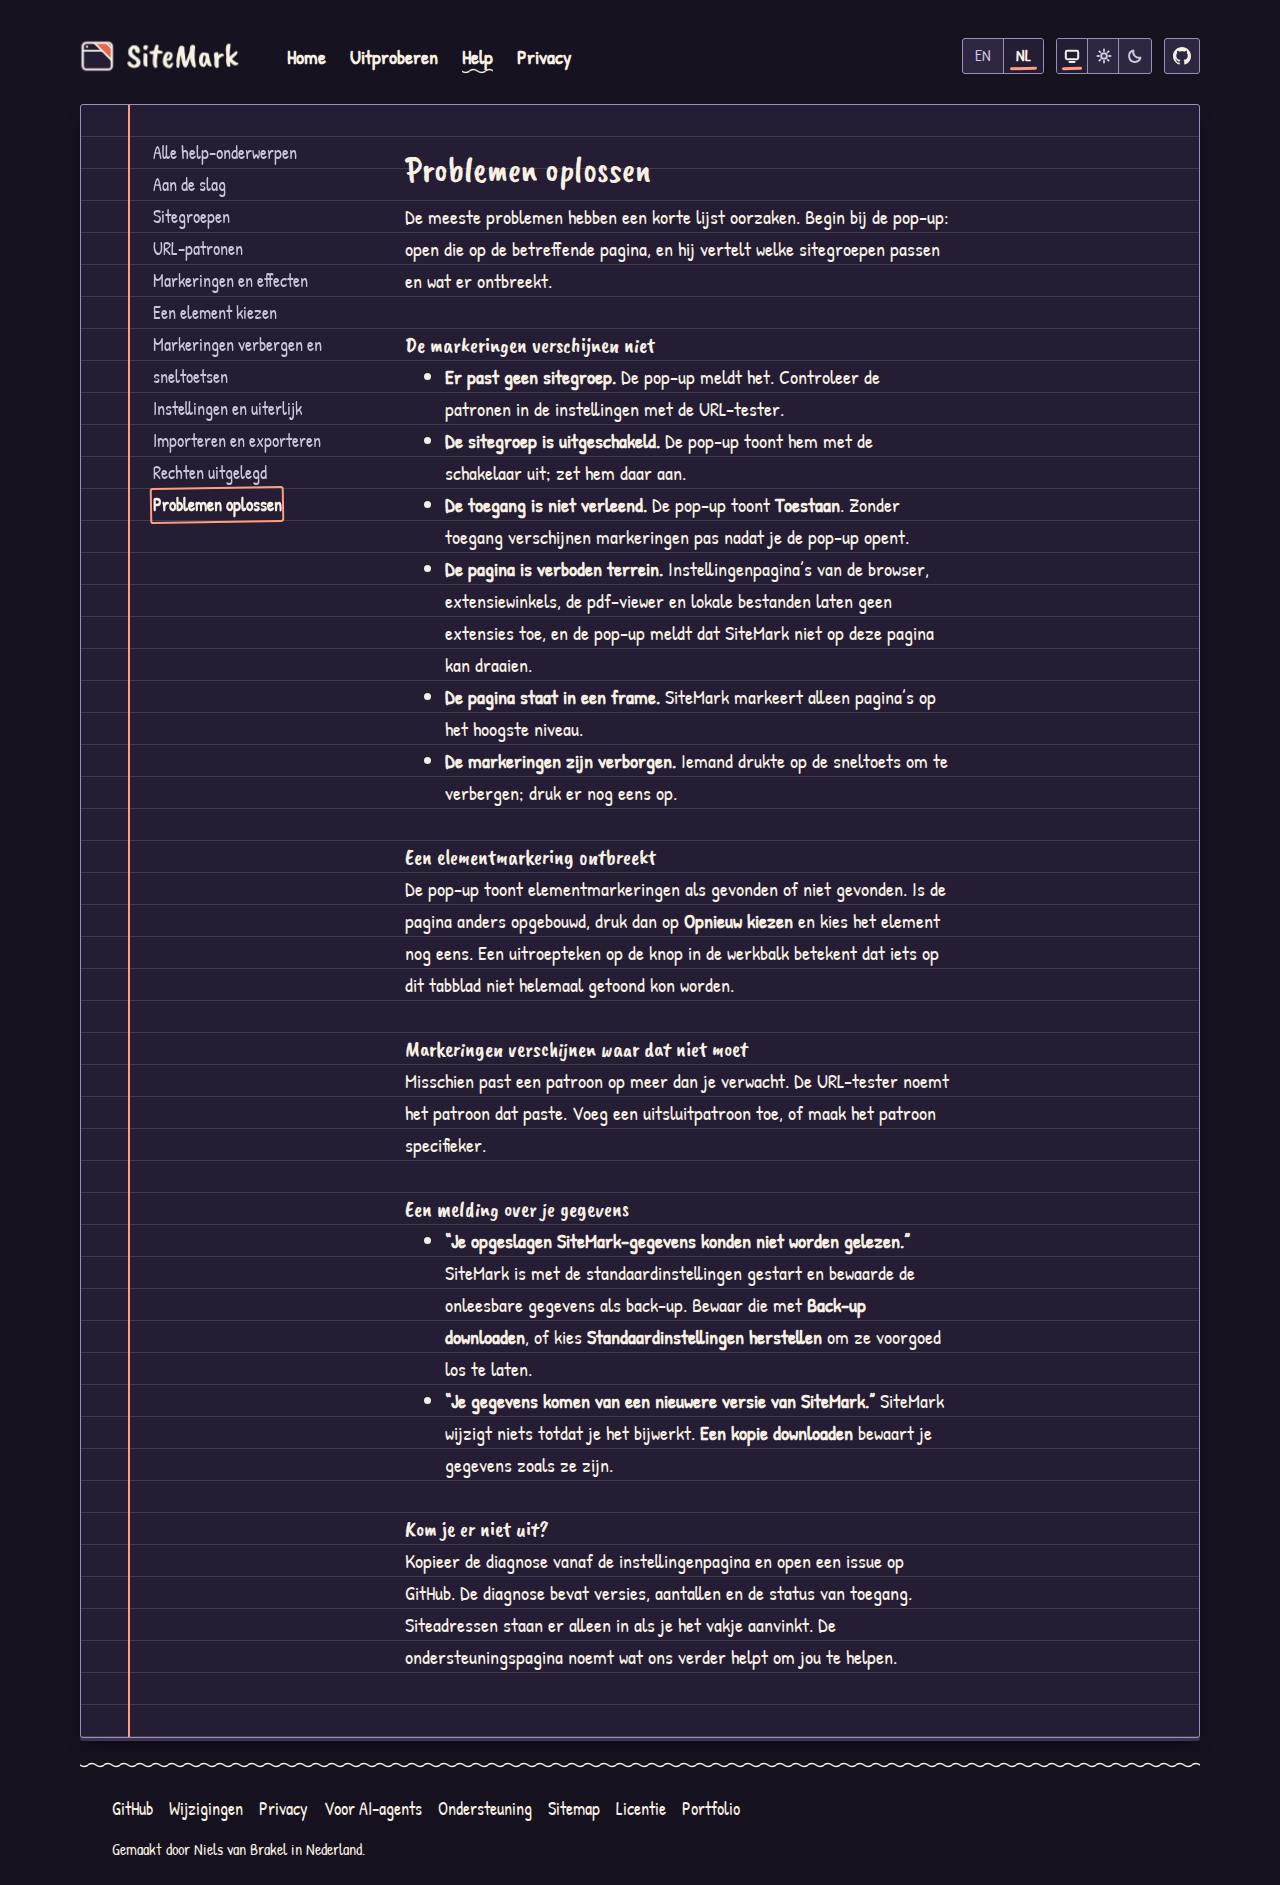 SiteMark
Home Uitproberen Help Privacy
EN NL
Alle help-onderwerpen
Aan de slag
Sitegroepen
URL-patronen
Markeringen en effecten
Een element kiezen
Markeringen verbergen en
sneltoetsen
Instellingen en uiterlijk
Importeren en exporteren
Rechten uitgelegd
Problemen oplossen
Problemen oplossen
De meeste problemen hebben een korte lijst oorzaken. Begin bij de pop-up:
open die op de betreffende pagina, en hij vertelt welke sitegroepen passen
en wat er ontbreekt.
De markeringen verschijnen niet
• Er past geen sitegroep. De pop-up meldt het. Controleer de
patronen in de instellingen met de URL-tester.
• De sitegroep is uitgeschakeld. De pop-up toont hem met de
schakelaar uit; zet hem daar aan.
• De toegang is niet verleend. De pop-up toont Toestaan. Zonder
toegang verschijnen markeringen pas nadat je de pop-up opent.
• De pagina is verboden terrein. Instellingenpagina's van de browser,
extensiewinkels, de pdf-viewer en lokale bestanden laten geen
extensies toe, en de pop-up meldt dat SiteMark niet op deze pagina
kan draaien.
• De pagina staat in een frame. SiteMark markeert alleen pagina's op
het hoogste niveau.
• De markeringen zijn verborgen. Iemand drukte op de sneltoets om te
verbergen; druk er nog eens op.
Een elementmarkering ontbreekt
De pop-up toont elementmarkeringen als gevonden of niet gevonden. Is de
pagina anders opgebouwd, druk dan op Opnieuw kiezen en kies het element
nog eens. Een uitroepteken op de knop in de werkbalk betekent dat iets op
dit tabblad niet helemaal getoond kon worden.
Markeringen verschijnen waar dat niet moet
Misschien past een patroon op meer dan je verwacht. De URL-tester noemt
het patroon dat paste. Voeg een uitsluitpatroon toe, of maak het patroon
specifieker.
Een melding over je gegevens
• "Je opgeslagen SiteMark-gegevens konden niet worden gelezen."
SiteMark is met de standaardinstellingen gestart en bewaarde de
onleesbare gegevens als back-up. Bewaar die met Back-up
downloaden, of kies Standaardinstellingen herstellen om ze voorgoed
los te laten.
• "Je gegevens komen van een nieuwere versie van SiteMark." SiteMark
wijzigt niets totdat je het bijwerkt. Een kopie downloaden bewaart je
gegevens zoals ze zijn.
Kom je er niet uit?
Kopieer de diagnose vanaf de instellingenpagina en open een issue op
GitHub. De diagnose bevat versies, aantallen en de status van toegang.
Siteadressen staan er alleen in als je het vakje aanvinkt. De
ondersteuningspagina noemt wat ons verder helpt om jou te helpen.
GitHub Wijzigingen Privacy Voor AI-agents Ondersteuning Sitemap Licentie Portfolio
Gemaakt door Niels van Brakel in Nederland.